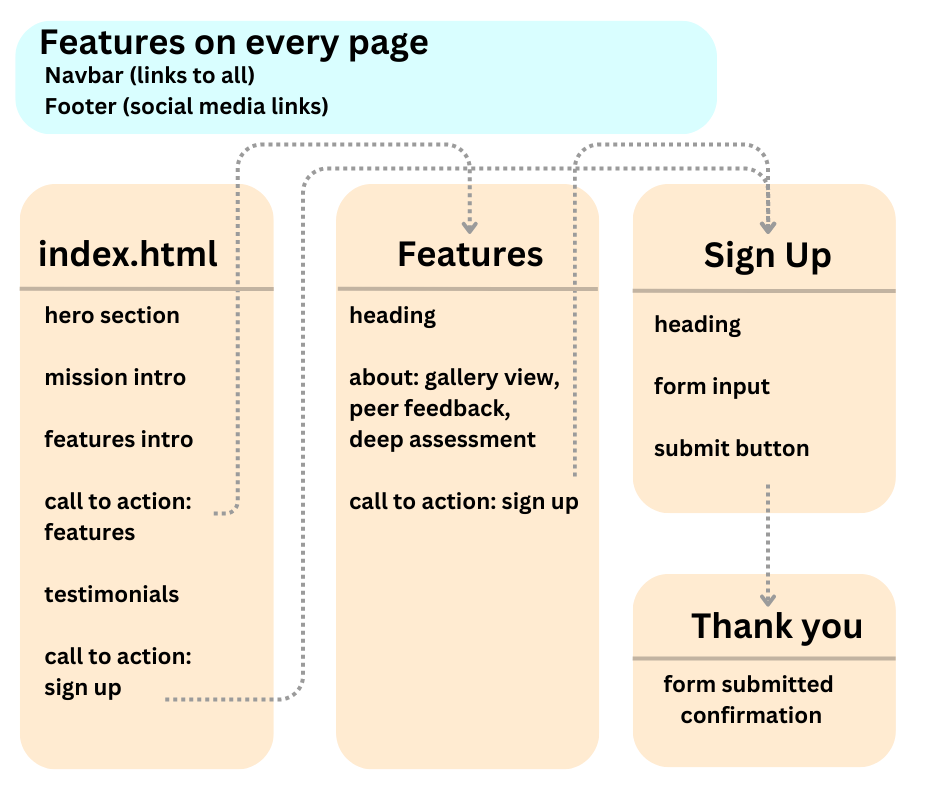 Features on every page
Navbar (links to all)
Footer (social media links)
index.html
hero section
mission intro
features intro
call to action:
features
testimonials
call to action:
sign up
Features
heading
about: gallery view,
peer feedback,
deep assessment
call to action: sign up
Sign Up
heading
form input
submit button
Thank you
form submitted
confirmation